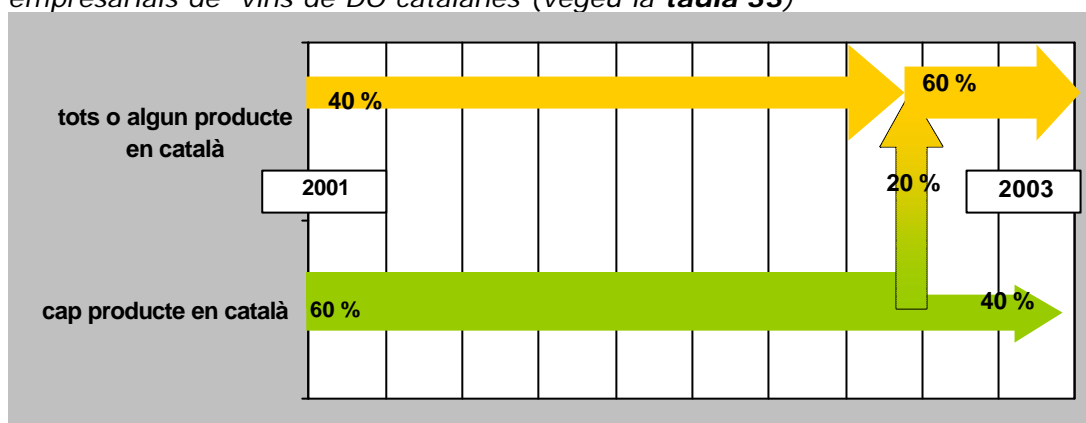 empresarials de vins de DO catalanes (vegeu la taula 33)
60 %
40 %
tots o algun producte
en català
2001
20 %
2003
cap producte en català
60 %
40 %